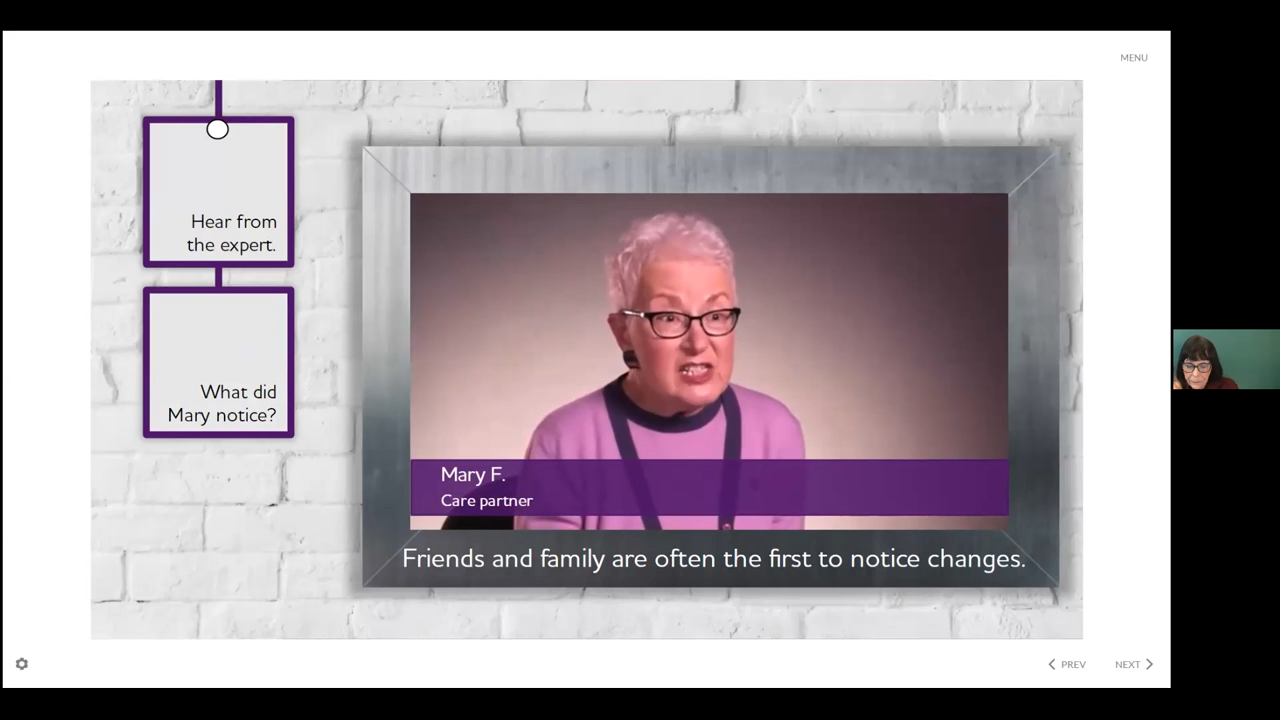 MENU
Hear from
the expert.
What did
Mary notice?
Mary F.
Care partner
Friends and family are often the first to notice changes.
PREV
NEXT